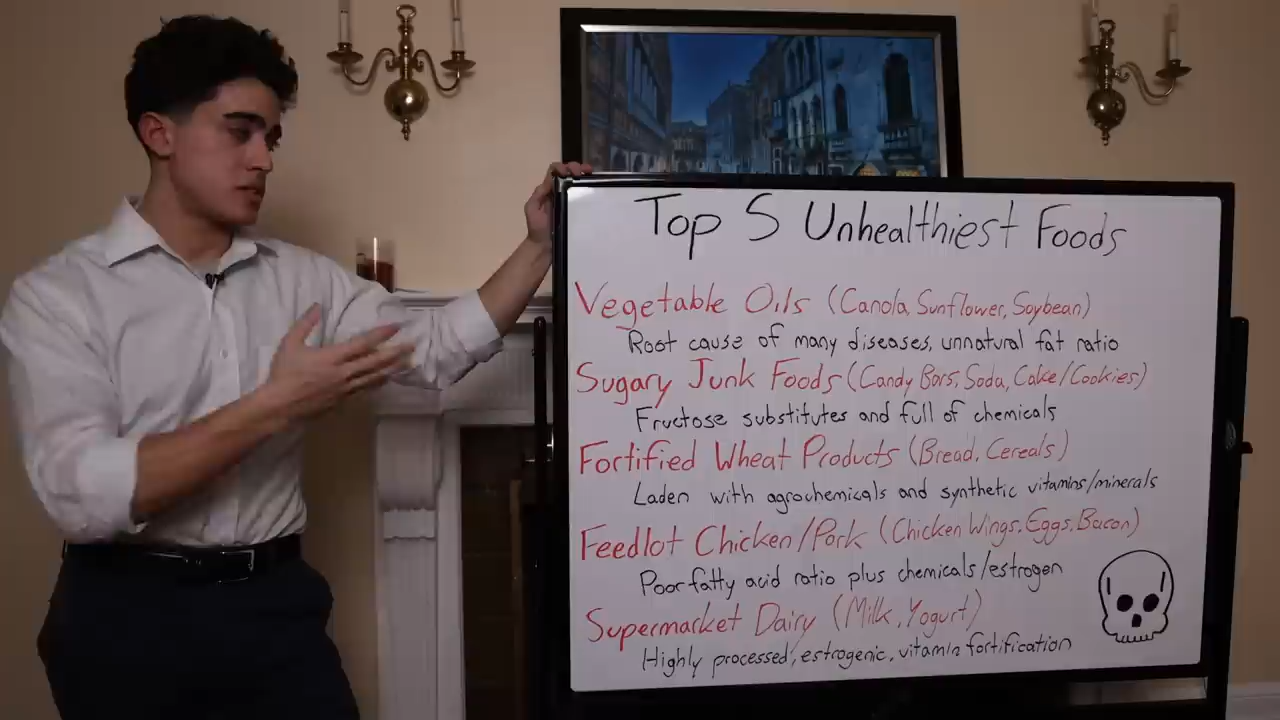 Top 5 Unhealthiest Foods
Vegetable Oils (Canola, Sunflower, Soybean)
Root cause of many diseases, unnatural fat ratio
Sugary Junk Foods (Candy Bars, Soda, Cake/Cookies)
Fructose substitutes and full of chemicals
Fortified Wheat Products (Bread, Cereals)
Laden with agrochemicals and synthetic vitamins/minerals
Feedlot Chicken/Pork (Chicken Wings, Eggs, Bacon)
Poor fatty acid ratio plus chemicals/estrogen
Supermarket Dairy (Milk, Yogurt)
Highly processed, estrogenic, vitamin fortification